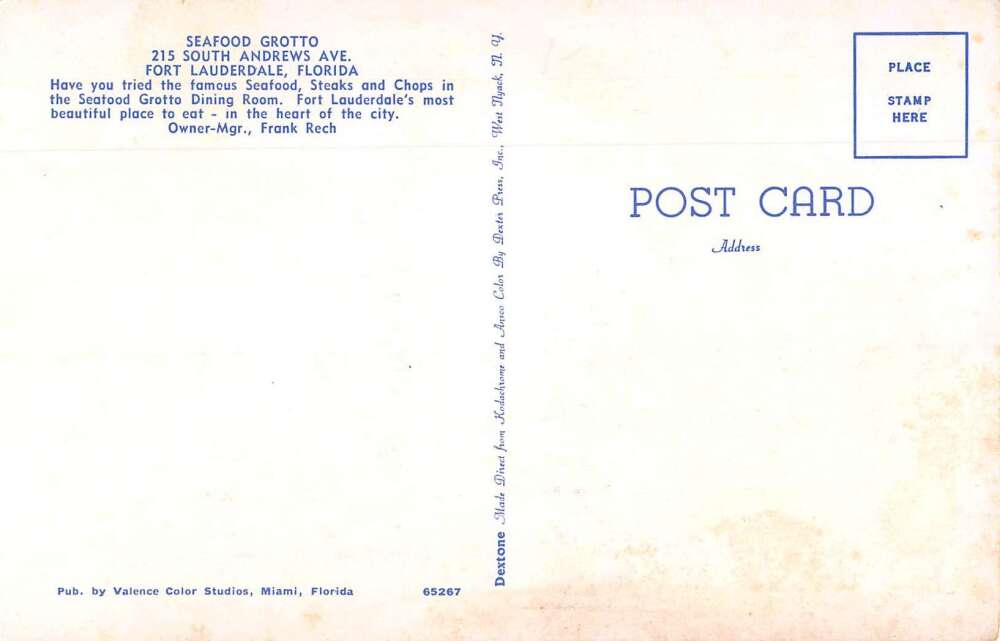 SEAFOOD GROTTO
215 SOUTH ANDREWS AVE.
FORT LAUDERDALE, FLORIDA
Have you tried the famous Seafood, Steaks and Chops in
the Seafood Grotto Dining Room. Fort Lauderdale's most
beautiful place to eat - in the heart of the city.
Owner-Mgr., Frank Rech
Pub. by Valence Color Studios, Miami, Florida 65267
Dextone Made Direct from Kodachrome and Ansco Color By Dexter Press, Inc., West Nyack, N. Y.
PLACE
STAMP
HERE
POST CARD
Address